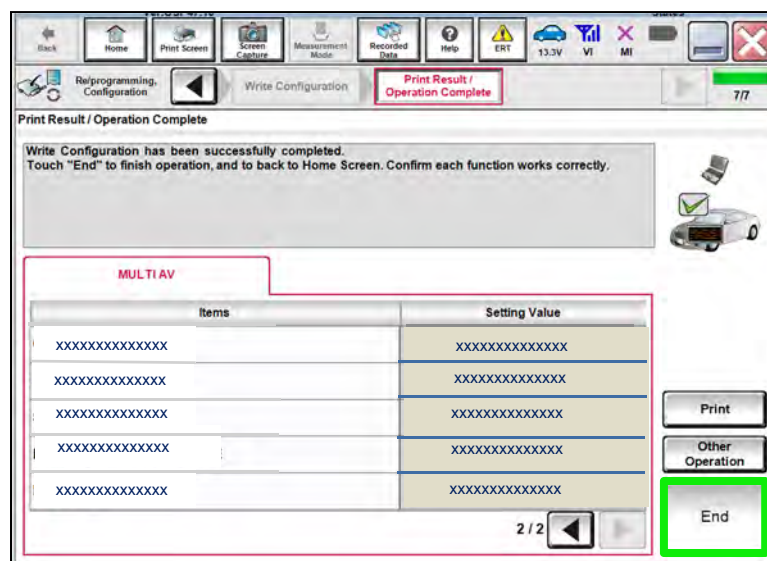 Back
Home
Print Screen
Screen
Capture
Measurement
Mode
Recorded
Data
Help
ERT
13.3V
VI
MI
Re/programming,
Configuration
Write Configuration
Print Result /
Operation Complete
7/7
Print Result / Operation Complete
Write Configuration has been successfully completed.
Touch "End" to finish operation, and to back to Home Screen. Confirm each function works correctly.
MULTI AV
Items Setting Value
XXXXXXXXXXXXXX XXXXXXXXXXXXXX
XXXXXXXXXXXXXX XXXXXXXXXXXXXX
XXXXXXXXXXXXXX XXXXXXXXXXXXXX
XXXXXXXXXXXXXX XXXXXXXXXXXXXX
XXXXXXXXXXXXXX XXXXXXXXXXXXXX
Print
Other
Operation
End
2 / 2